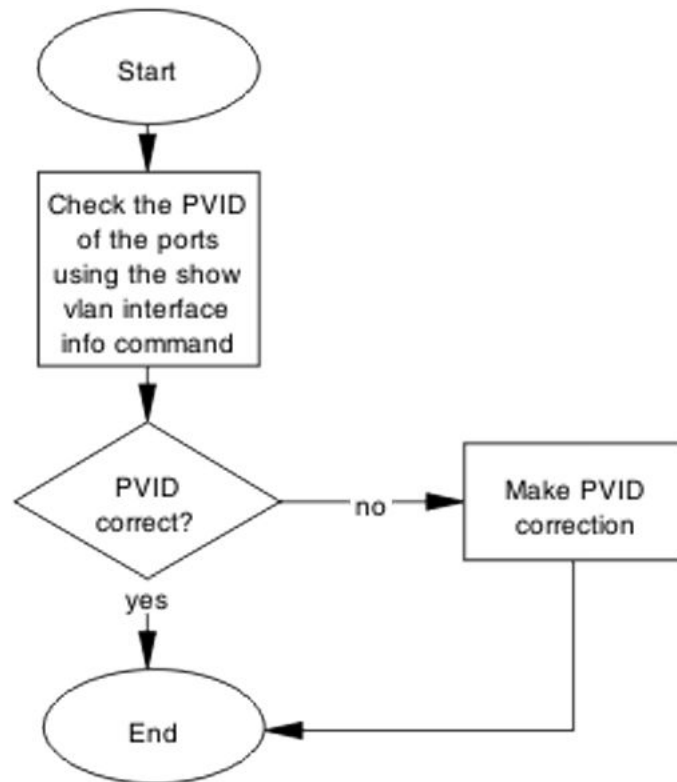 Start
Check the PVID
of the ports
using the show
vlan interface
info command
PVID
correct?
no
Make PVID
correction
yes
End